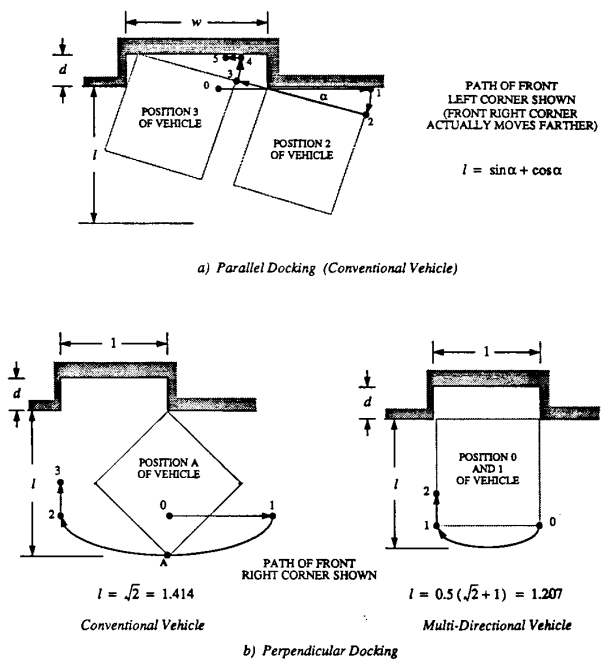 w
d
5 4
3
0
1
α
2
POSITION 3
OF VEHICLE
POSITION 2
OF VEHICLE
l
PATH OF FRONT
LEFT CORNER SHOWN
(FRONT RIGHT CORNER
ACTUALLY MOVES FARTHER)
l = sinα + cosα
a) Parallel Docking (Conventional Vehicle)
1
d
l
POSITION A
OF VEHICLE
3
2
0
1
A
PATH OF FRONT
RIGHT CORNER SHOWN
l = √2 = 1.414
Conventional Vehicle
1
d
l
POSITION 0
AND 1
OF VEHICLE
2
1
0
l = 0.5 (√2 + 1) = 1.207
Multi-Directional Vehicle
b) Perpendicular Docking